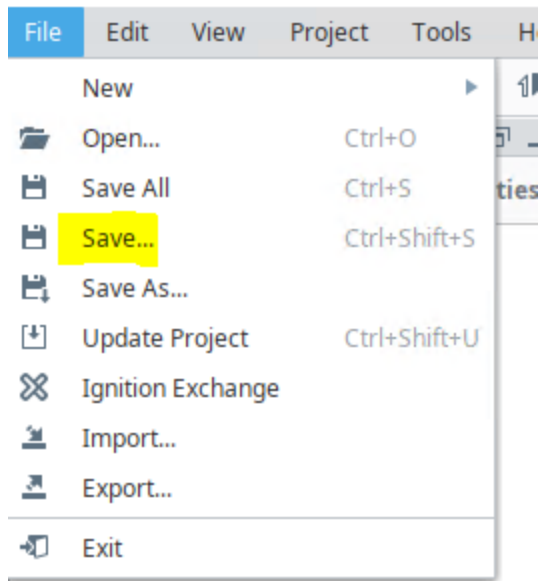 File Edit View Project Tools
New
Open... Ctrl+O
Save All Ctrl+S
ties
Save... Ctrl+Shift+S
Save As...
Update Project Ctrl+Shift+U
Ignition Exchange
Import...
Export...
Exit